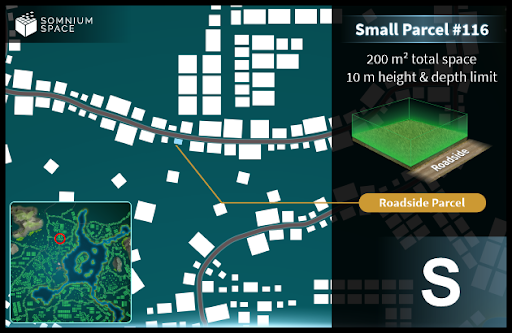 SOMNIUM
SPACE
Small Parcel #116
200 m² total space
10 m height & depth limit
Roadside
Roadside Parcel
S